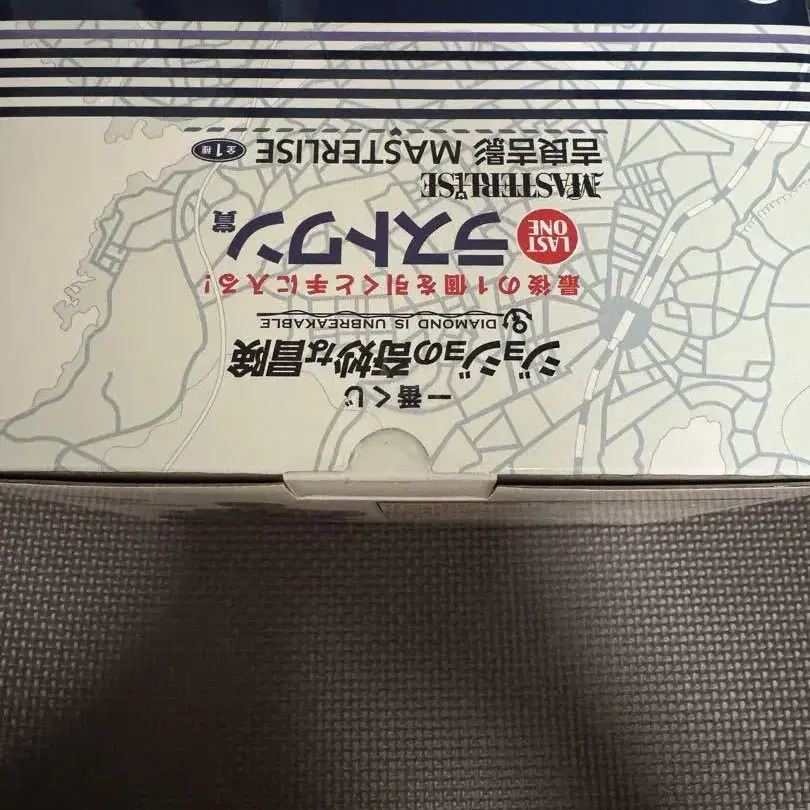 一番くじ
ジョジョの奇妙な冒険
DIAMOND IS UNBREAKABLE
最後の1個を引くと手に入る!
LAST ONE ラストワン賞
MASTERLISE
吉良吉影 MASTERLISE 全1種